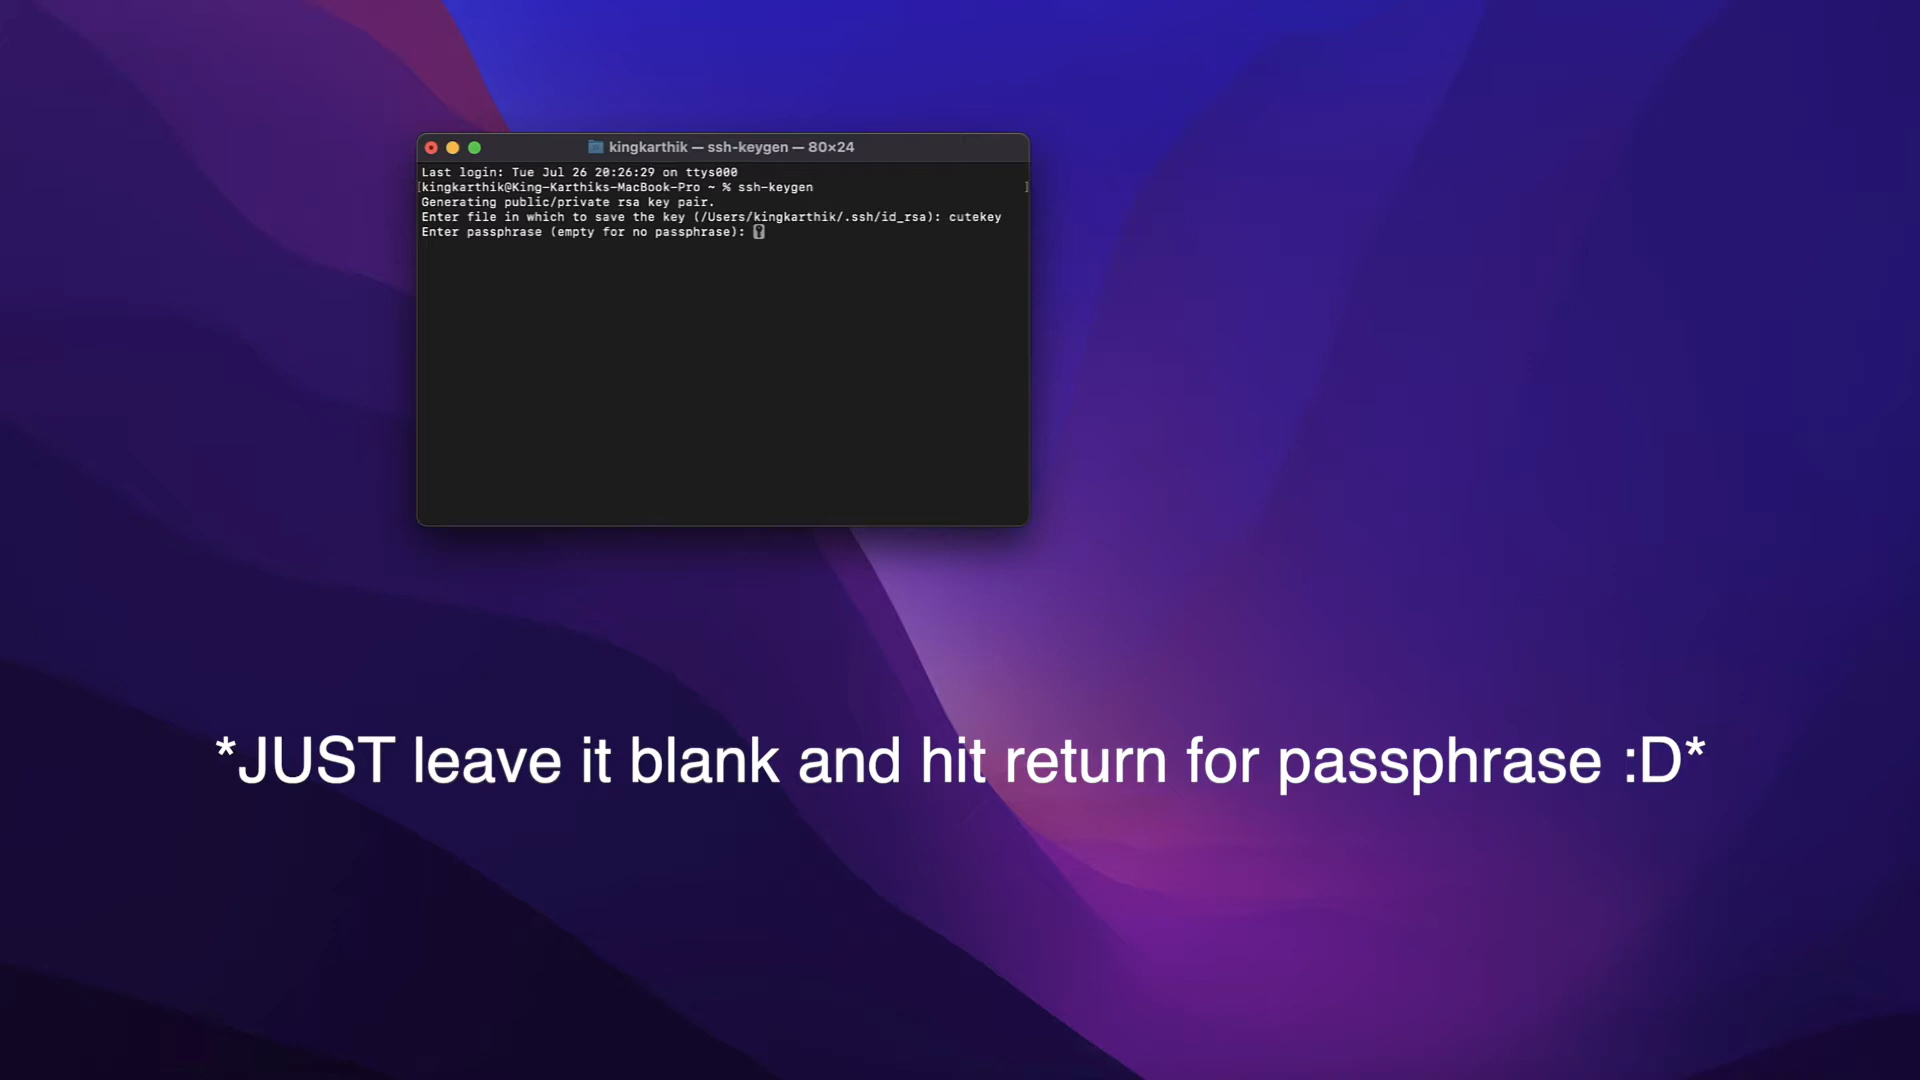 kingkarthik — ssh-keygen — 80×24
Last login: Tue Jul 26 20:26:29 on ttys000
[kingkarthik@King-Karthiks-MacBook-Pro ~ % ssh-keygen ]
Generating public/private rsa key pair.
Enter file in which to save the key (/Users/kingkarthik/.ssh/id_rsa): cutekey
Enter passphrase (empty for no passphrase):
*JUST leave it blank and hit return for passphrase :D*